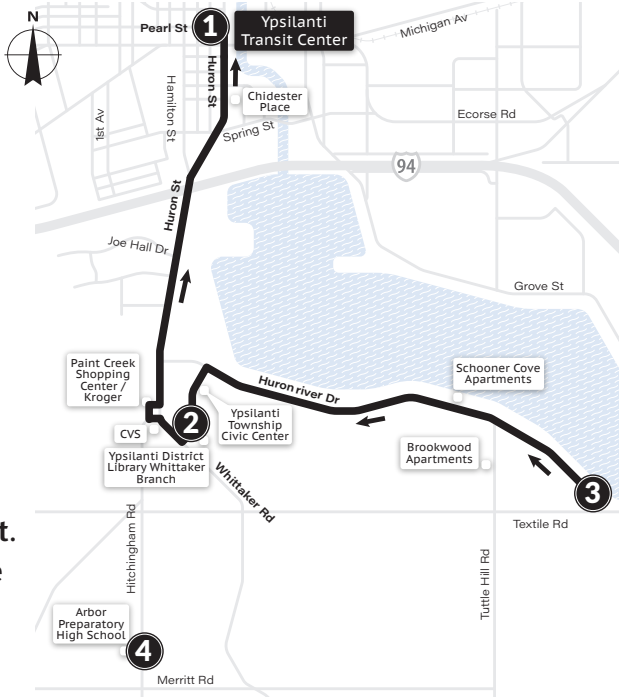 N
Pearl St
1
Ypsilanti
Transit Center
Michigan Av
Huron St
Hamilton St
1st Av
Chidester
Place
Spring St
Ecorse Rd
94
Huron St
Joe Hall Dr
Grove St
Paint Creek
Shopping
Center /
Kroger
Schooner Cove
Apartments
Huron river Dr
2
CVS
Ypsilanti
Township
Civic Center
Brookwood
Apartments
Ypsilanti District
Library Whittaker
Branch
Whittaker Rd
3
t.
Textile Rd
e
Hitchingham Rd
Tuttle Hill Rd
Arbor
Preparatory
High School
4
Merritt Rd